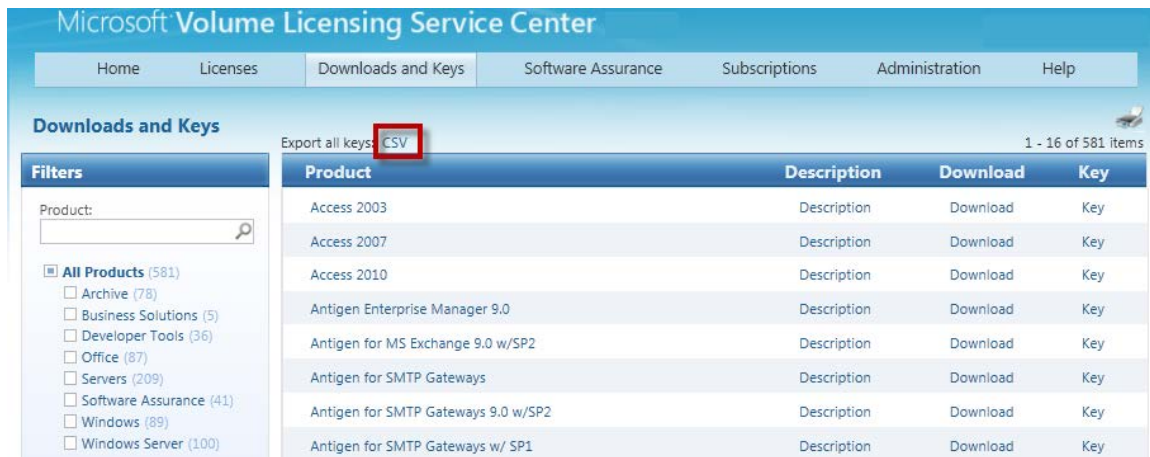 Microsoft Volume Licensing Service Center
Home Licenses Downloads and Keys Software Assurance Subscriptions Administration Help
Downloads and Keys
Export all keys: CSV
1 - 16 of 581 items
Filters
Product:
All Products (581)
Archive (78)
Business Solutions (5)
Developer Tools (36)
Office (87)
Servers (209)
Software Assurance (41)
Windows (89)
Windows Server (100)
Product Description Download Key
Access 2003 Description Download Key
Access 2007 Description Download Key
Access 2010 Description Download Key
Antigen Enterprise Manager 9.0 Description Download Key
Antigen for MS Exchange 9.0 w/SP2 Description Download Key
Antigen for SMTP Gateways Description Download Key
Antigen for SMTP Gateways 9.0 w/SP2 Description Download Key
Antigen for SMTP Gateways w/ SP1 Description Download Key